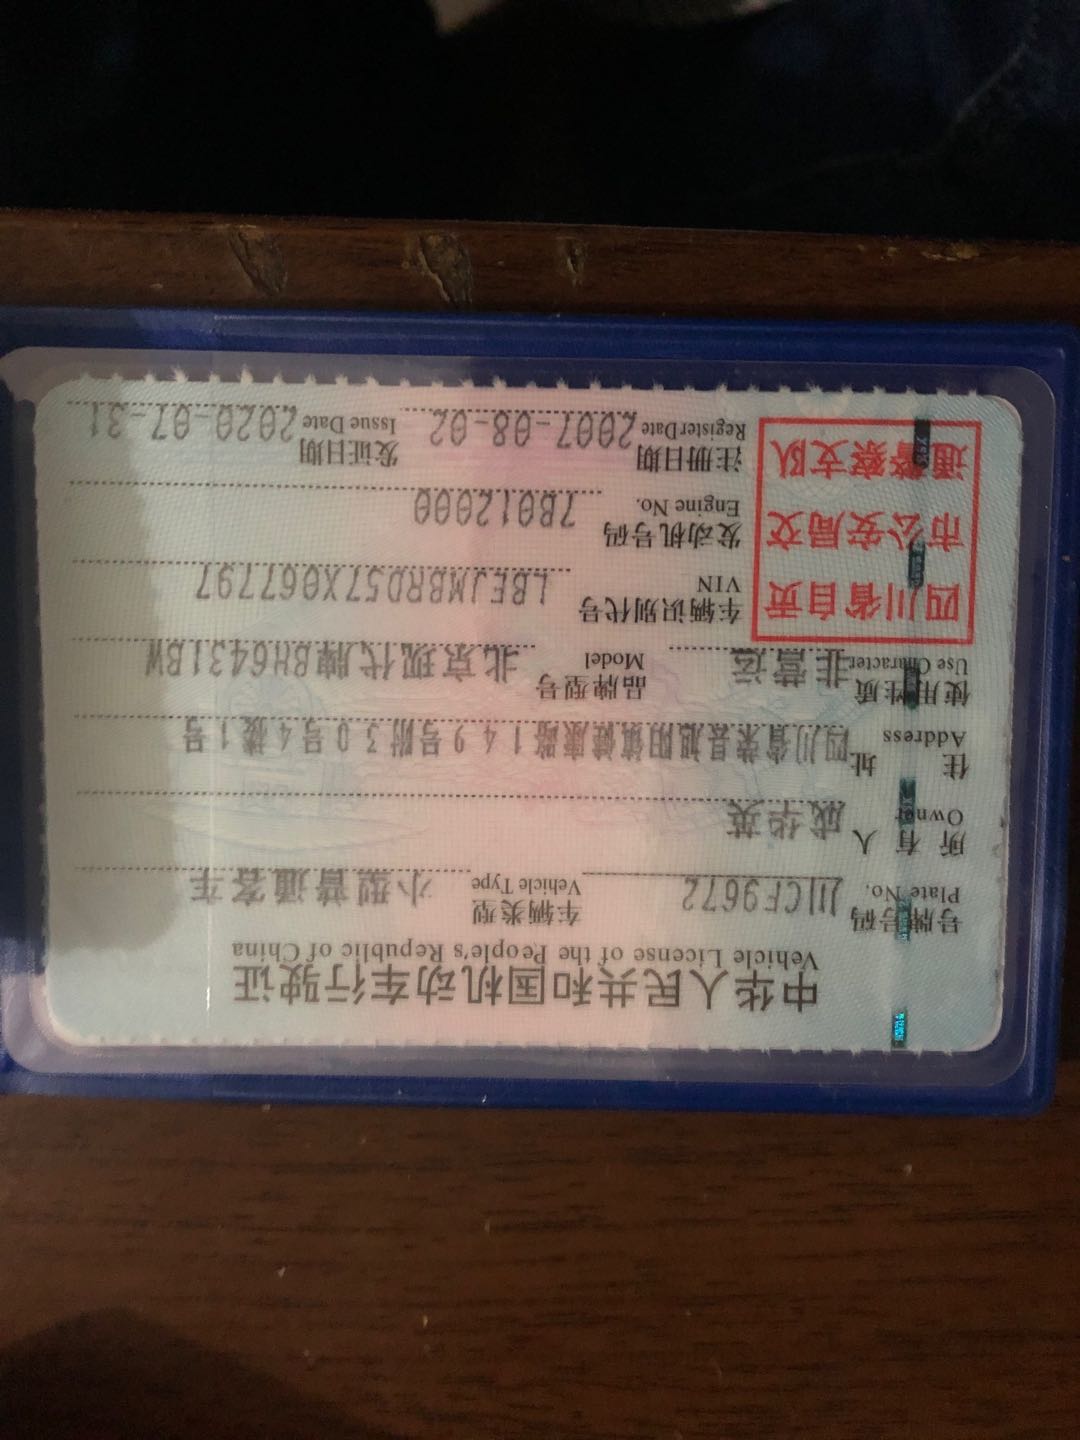 中华人民共和国机动车行驶证
Vehicle License of the People's Republic of China
号牌号码 川CF9672 车辆类型 小型普通客车
Plate No. Vehicle Type
所有人 成华英
Owner
住址 四川省荣县旭阳镇健康路149号附30号4楼1号
Address
使用性质 非营运 品牌型号 北京现代牌BH6431BW
Use Character Model
四川省自贡
市公安局交
通警察支队
车辆识别代号 LBEJMBRD57X067797
VIN
发动机号码 7B012000
Engine No.
注册日期 2007-08-02 发证日期 2020-07-31
Register Date Issue Date